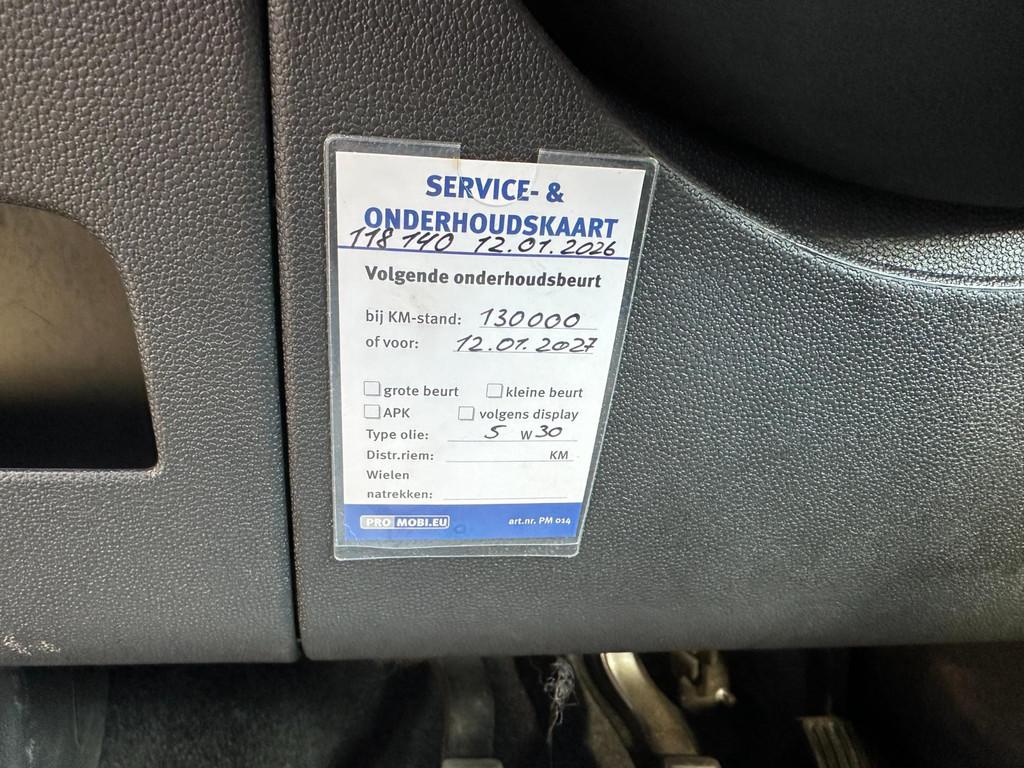 SERVICE- &
ONDERHOUDSKAART
118 140 12.01.2026
Volgende onderhoudsbeurt
bij KM-stand: 130000
of voor: 12.01.2027
grote beurt kleine beurt
APK volgens display
Type olie: 5 W 30
Distr.riem: KM
Wielen
natrekken:
PRO MOBI.EU art.nr. PM 014